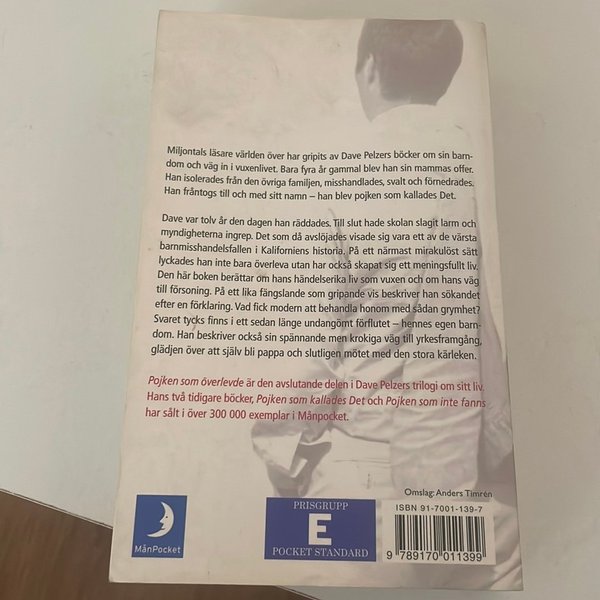 Miljontals läsare världen över har gripits av Dave Pelzers böcker om sin barn-
dom och väg in i vuxenlivet. Bara fyra år gammal blev han sin mammas offer.
Han isolerades från den övriga familjen, misshandlades, svalt och förnedrades.
Han fråntogs till och med sitt namn – han blev pojken som kallades Det.
Dave var tolv år den dagen han räddades. Till slut hade skolan slagit larm och
myndigheterna ingrep. Det som då avslöjades visade sig vara ett av de värsta
barnmisshandelsfallen i Kaliforniens historia. På ett närmast mirakulöst sätt
lyckades han inte bara överleva utan har också skapat sig ett meningsfullt liv.
Den här boken berättar om hans händelserika liv som vuxen och om hans väg
till försoning. På ett lika fängslande som gripande vis beskriver han sökandet
efter en förklaring. Vad fick modern att behandla honom med sådan grymhet?
Svaret tycks finns i ett sedan länge undangömt förflutet – hennes egen barn-
dom. Han beskriver också sin spännande men krokiga väg till yrkesframgång,
glädjen över att själv bli pappa och slutligen mötet med den stora kärleken.
Pojken som överlevde är den avslutande delen i Dave Pelzers trilogi om sitt liv.
Hans två tidigare böcker, Pojken som kallades Det och Pojken som inte fanns
har sålt i över 300 000 exemplar i Månpocket.
Omslag: Anders Timrén
ISBN 91-7001-139-7
9 789170 011399
PRISGRUPP
E
POCKET STANDARD
MånPocket